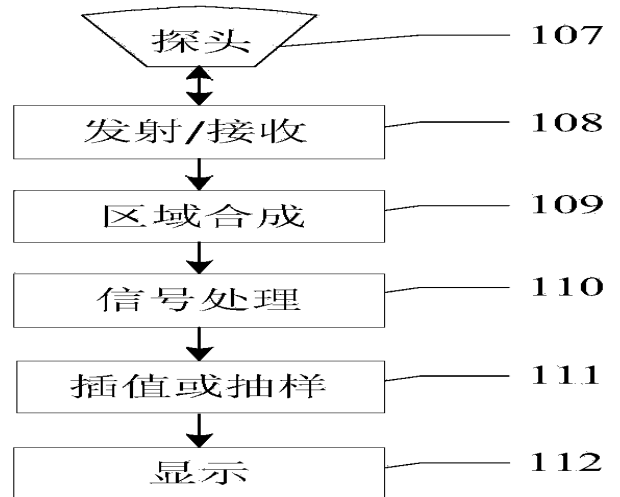 探头 107
发射/接收 108
区域合成 109
信号处理 110
插值或抽样 111
显示 112